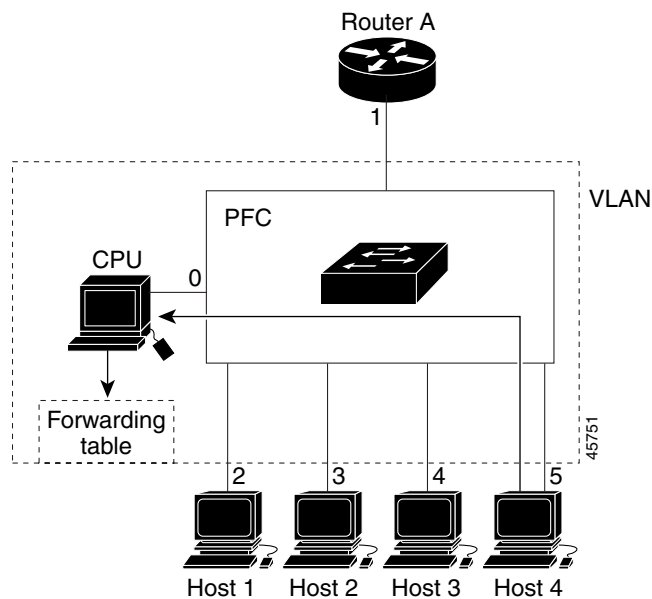 Router A
1
VLAN
PFC
CPU
0
Forwarding
table
45751
2
3
4
5
Host 1
Host 2
Host 3
Host 4